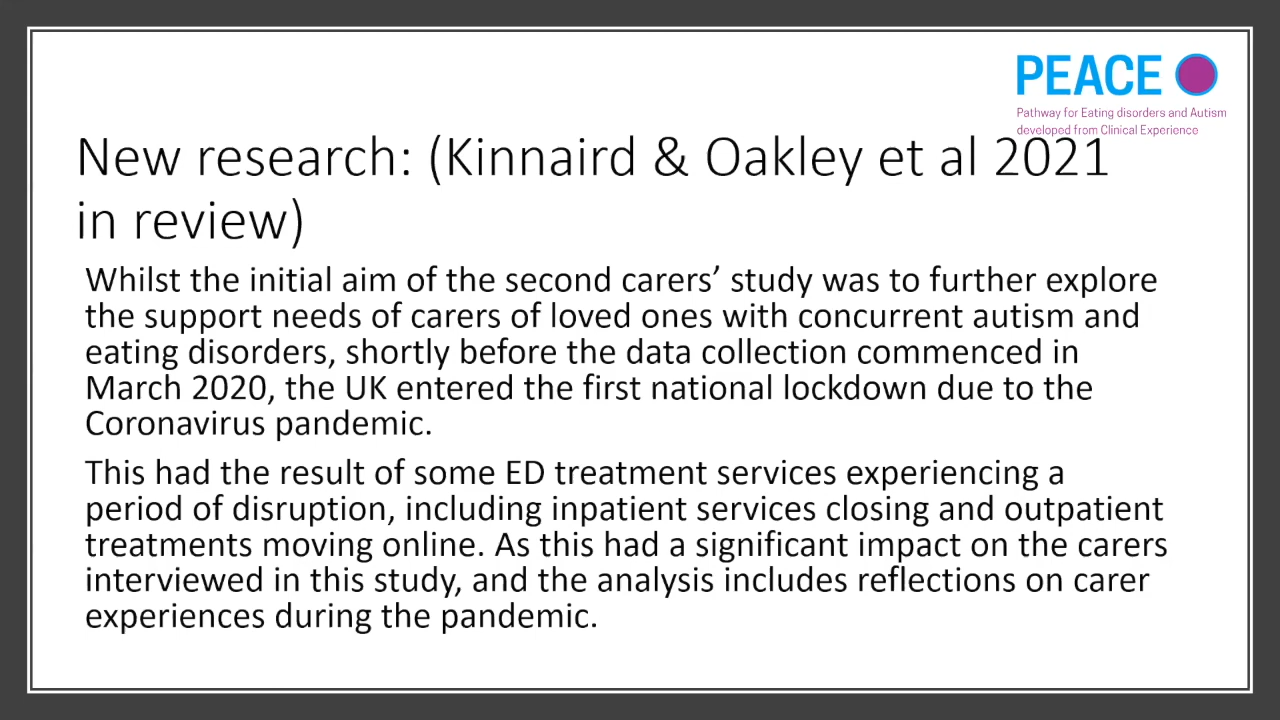 PEACE
Pathway for Eating disorders and Autism
developed from Clinical Experience
New research: (Kinnaird & Oakley et al 2021
in review)
Whilst the initial aim of the second carers’ study was to further explore
the support needs of carers of loved ones with concurrent autism and
eating disorders, shortly before the data collection commenced in
March 2020, the UK entered the first national lockdown due to the
Coronavirus pandemic.
This had the result of some ED treatment services experiencing a
period of disruption, including inpatient services closing and outpatient
treatments moving online. As this had a significant impact on the carers
interviewed in this study, and the analysis includes reflections on carer
experiences during the pandemic.